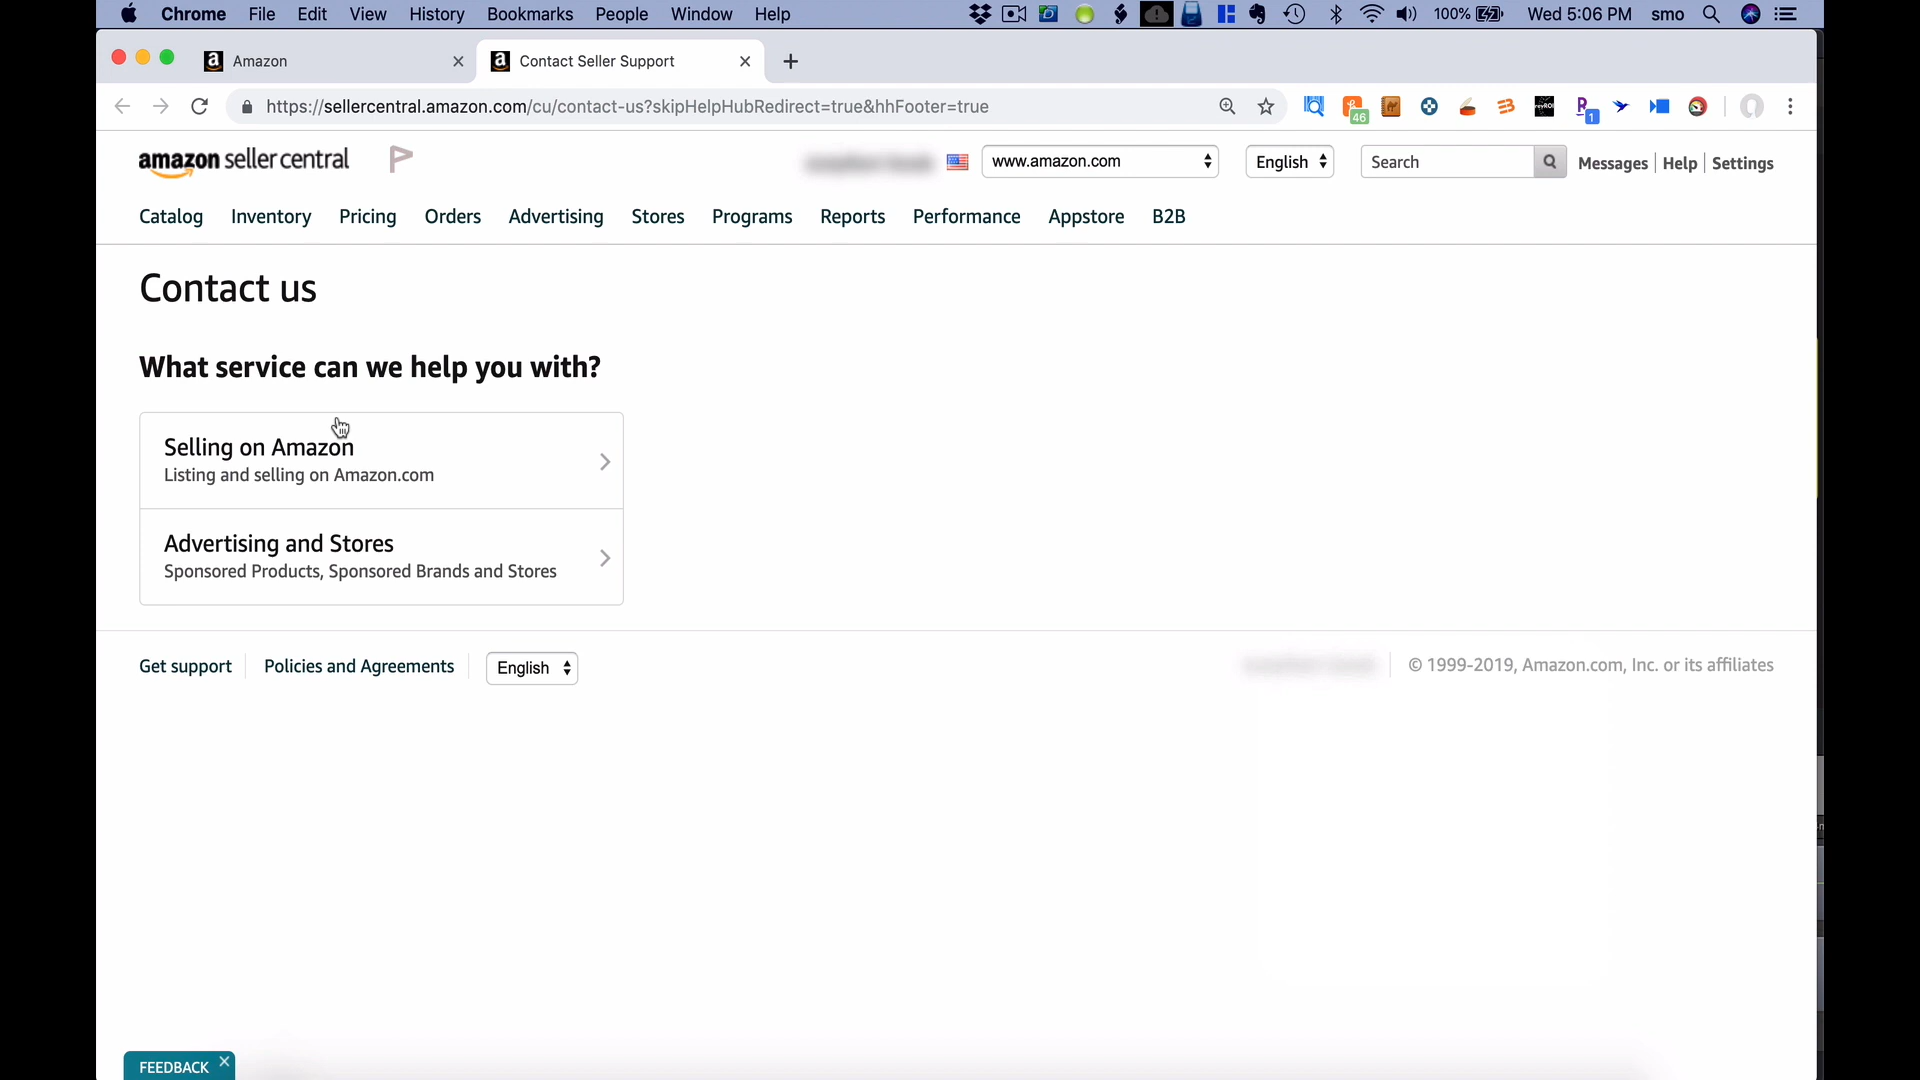 Chrome File Edit View History Bookmarks People Window Help 100% Wed 5:06 PM smo
Amazon
Contact Seller Support
https://sellercentral.amazon.com/cu/contact-us?skipHelpHubRedirect=true&hhFooter=true
46
1
amazon seller central
www.amazon.com
English
Search
Messages Help Settings
Catalog Inventory Pricing Orders Advertising Stores Programs Reports Performance Appstore B2B
Contact us
What service can we help you with?
Selling on Amazon
Listing and selling on Amazon.com
Advertising and Stores
Sponsored Products, Sponsored Brands and Stores
Get support Policies and Agreements English
© 1999-2019, Amazon.com, Inc. or its affiliates
FEEDBACK